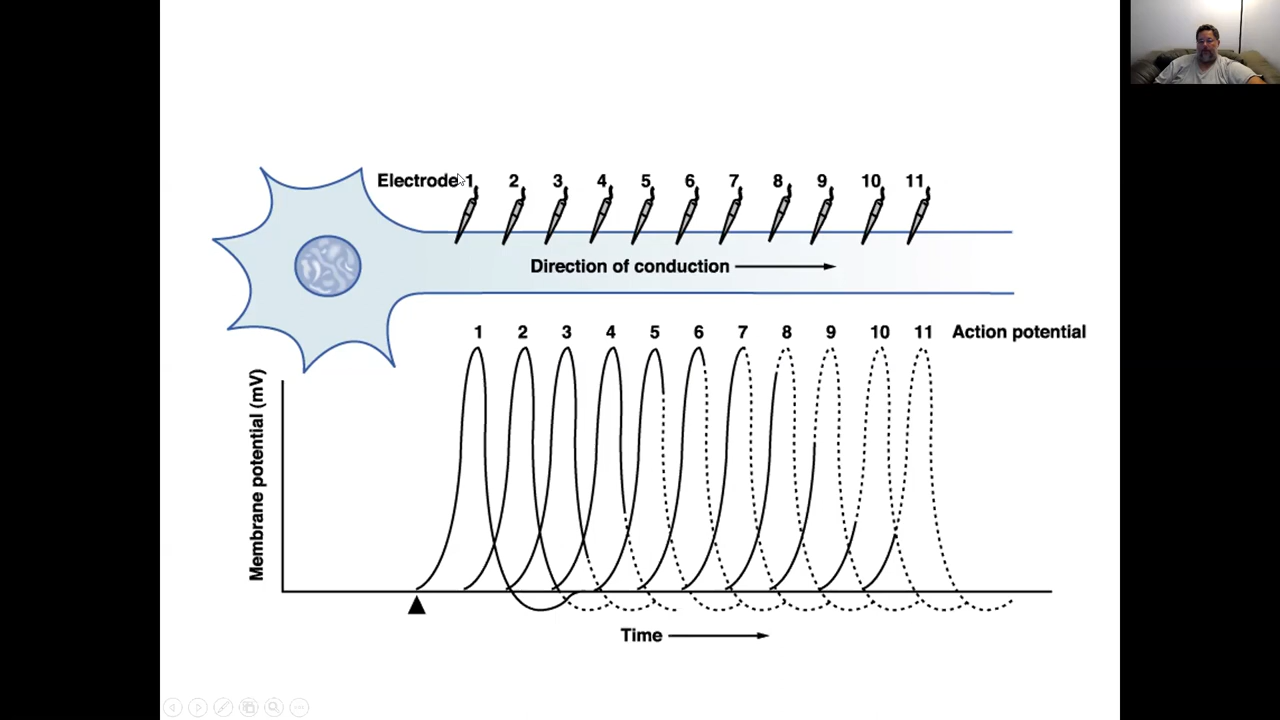 Electrode 1 2 3 4 5 6 7 8 9 10 11
Direction of conduction
1 2 3 4 5 6 7 8 9 10 11 Action potential
Membrane potential (mV)
Time